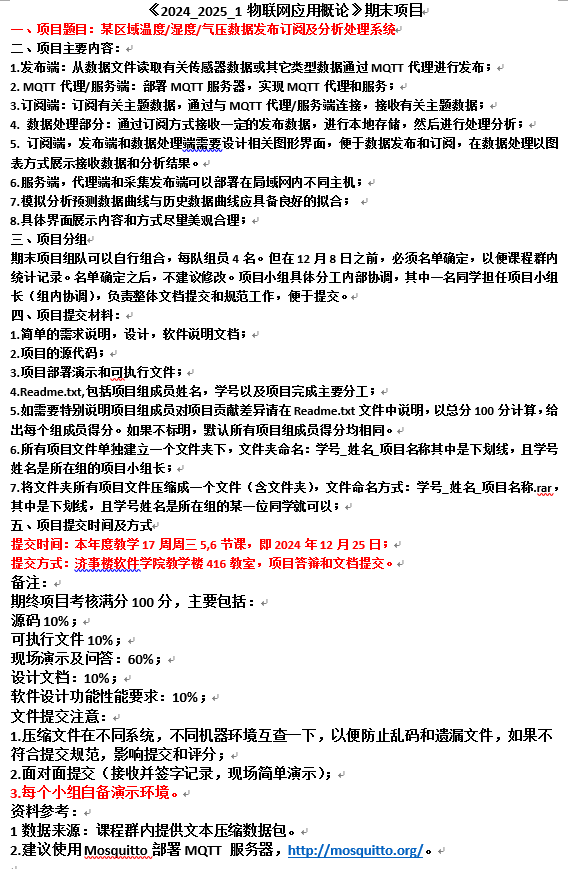 《2024_2025_1 物联网应用概论》期末项目
一、项目题目：某区域温度/湿度/气压数据发布订阅及分析处理系统
二、项目主要内容：
1.发布端：从数据文件读取有关传感器数据或其它类型数据通过 MQTT 代理进行发布；
2. MQTT 代理/服务端：部署 MQTT 服务器，实现 MQTT 代理和服务；
3.订阅端：订阅有关主题数据，通过与 MQTT 代理/服务端连接，接收有关主题数据；
4. 数据处理部分：通过订阅方式接收一定的发布数据，进行本地存储，然后进行处理分析；
5. 订阅端，发布端和数据处理端需要设计相关图形界面，便于数据发布和订阅，在数据处理以图
表方式展示接收数据和分析结果。
6.服务端，代理端和采集发布端可以部署在局域网内不同主机；
7.模拟分析预测数据曲线与历史数据曲线应具备良好的拟合；
8.具体界面展示内容和方式尽量美观合理；
三、项目分组
期末项目组队可以自行组合，每队组员 4 名。但在 12 月 8 日之前，必须名单确定，以便课程群内
统计记录。名单确定之后，不建议修改。项目小组具体分工内部协调，其中一名同学担任项目小组
长（组内协调），负责整体文档提交和规范工作，便于提交。
四、项目提交材料：
1.简单的需求说明，设计，软件说明文档；
2.项目的源代码；
3.项目部署演示和可执行文件；
4.Readme.txt,包括项目组成员姓名，学号以及项目完成主要分工；
5.如需要特别说明项目组成员对项目贡献差异请在 Readme.txt 文件中说明，以总分 100 分计算，给
出每个组成员得分。如果不标明，默认所有项目组成员得分均相同。
6.所有项目文件单独建立一个文件夹下，文件夹命名：学号_姓名_项目名称其中是下划线，且学号
姓名是所在组的项目小组长；
7.将文件夹所有项目文件压缩成一个文件（含文件夹），文件命名方式：学号_姓名_项目名称.rar，
其中是下划线，且学号姓名是所在组的某一位同学就可以；
五、项目提交时间及方式
提交时间：本年度教学 17 周周三 5,6 节课，即 2024 年 12 月 25 日；
提交方式：济事楼软件学院教学楼 416 教室，项目答辩和文档提交。
备注：
期终项目考核满分 100 分，主要包括：
源码 10%；
可执行文件 10%；
现场演示及问答：60%；
设计文档：10%；
软件设计功能性能要求：10%；
文件提交注意：
1.压缩文件在不同系统，不同机器环境互查一下，以便防止乱码和遗漏文件，如果不
符合提交规范，影响提交和评分；
2.面对面提交（接收并签字记录，现场简单演示）；
3.每个小组自备演示环境。
资料参考：
1 数据来源：课程群内提供文本压缩数据包。
2.建议使用 Mosquitto 部署 MQTT 服务器，http://mosquitto.org/。